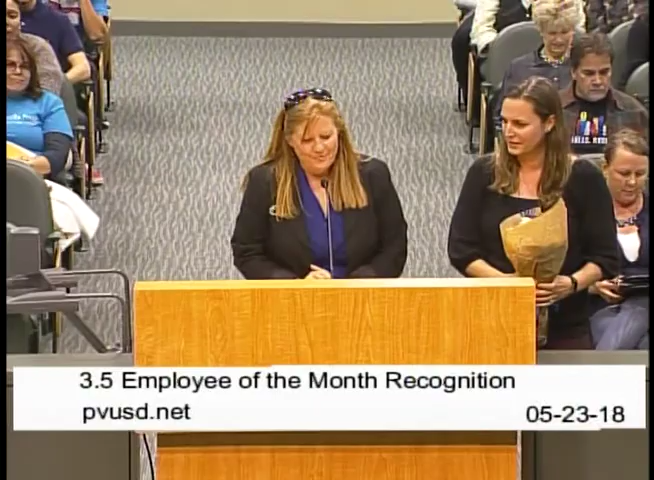 3.5 Employee of the Month Recognition
pvusd.net
05-23-18